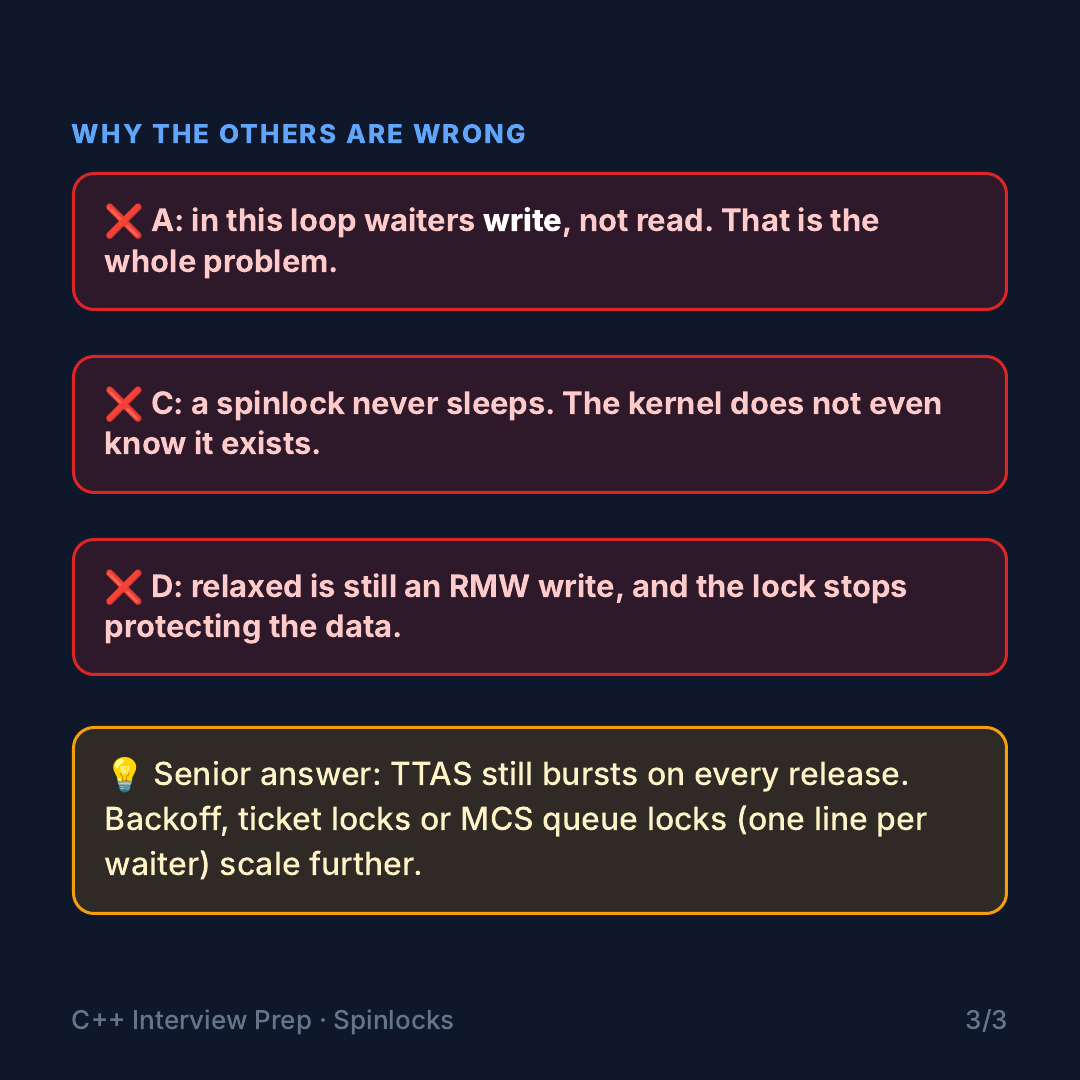 WHY THE OTHERS ARE WRONG
❌ A: in this loop waiters write, not read. That is the
whole problem.
❌ C: a spinlock never sleeps. The kernel does not even
know it exists.
❌ D: relaxed is still an RMW write, and the lock stops
protecting the data.
💡 Senior answer: TTAS still bursts on every release.
Backoff, ticket locks or MCS queue locks (one line per
waiter) scale further.
C++ Interview Prep · Spinlocks
3/3